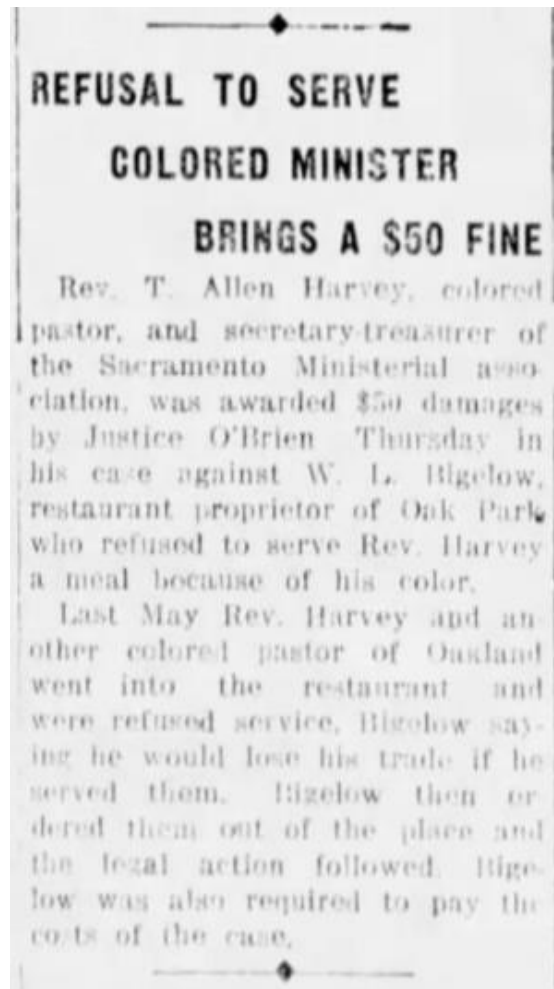 REFUSAL TO SERVE
COLORED MINISTER
BRINGS A $50 FINE
Rev. T. Allen Harvey, colored
pastor, and secretary-treasurer of
the Sacramento Ministerial asso-
ciation, was awarded $50 damages
by Justice O'Brien Thursday in
his case against W. L. Bigelow,
restaurant proprietor of Oak Park,
who refused to serve Rev. Harvey
a meal because of his color.
Last May Rev. Harvey and an-
other colored pastor of Oakland
went into the restaurant and
were refused service, Bigelow say-
ing he would lose his trade if he
served them. Bigelow then or-
dered them out of the place and
the legal action followed. Bige-
low was also required to pay the
costs of the case.